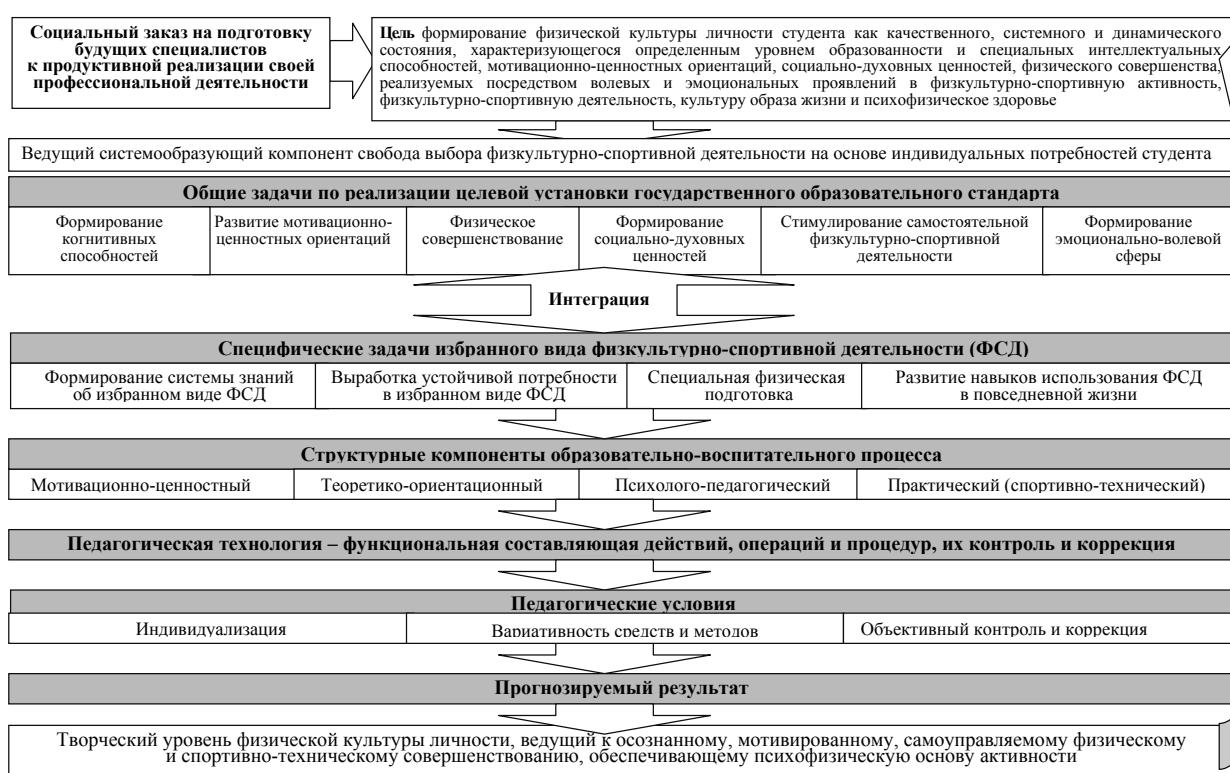 Социальный заказ на подготовку
будущих специалистов
к продуктивной реализации своей
профессиональной деятельности
Цель формирование физической культуры личности студента как качественного, системного и динамического
состояния, характеризующегося определенным уровнем образованности и специальных интеллектуальных
способностей, мотивационно-ценностных ориентаций, социально-духовных ценностей, физического совершенства,
реализуемых посредством волевых и эмоциональных проявлений в физкультурно-спортивную активность,
физкультурно-спортивную деятельность, культуру образа жизни и психофизическое здоровье
Ведущий системообразующий компонент свобода выбора физкультурно-спортивной деятельности на основе индивидуальных потребностей студента
Общие задачи по реализации целевой установки государственного образовательного стандарта
Формирование
когнитивных
способностей
Развитие мотивационно-
ценностных ориентаций
Физическое
совершенствование
Формирование
социально-духовных
ценностей
Стимулирование самостоятельной
физкультурно-спортивной
деятельности
Формирование
эмоционально-волевой
сферы
Интеграция
Специфические задачи избранного вида физкультурно-спортивной деятельности (ФСД)
Формирование системы знаний
об избранном виде ФСД
Выработка устойчивой потребности
в избранном виде ФСД
Специальная физическая
подготовка
Развитие навыков использования ФСД
в повседневной жизни
Структурные компоненты образовательно-воспитательного процесса
Мотивационно-ценностный
Теоретико-ориентационный
Психолого-педагогический
Практический (спортивно-технический)
Педагогическая технология – функциональная составляющая действий, операций и процедур, их контроль и коррекция
Педагогические условия
Индивидуализация
Вариативность средств и методов
Объективный контроль и коррекция
Прогнозируемый результат
Творческий уровень физической культуры личности, ведущий к осознанному, мотивированному, самоуправляемому физическому
и спортивно-техническому совершенствованию, обеспечивающему психофизическую основу активности